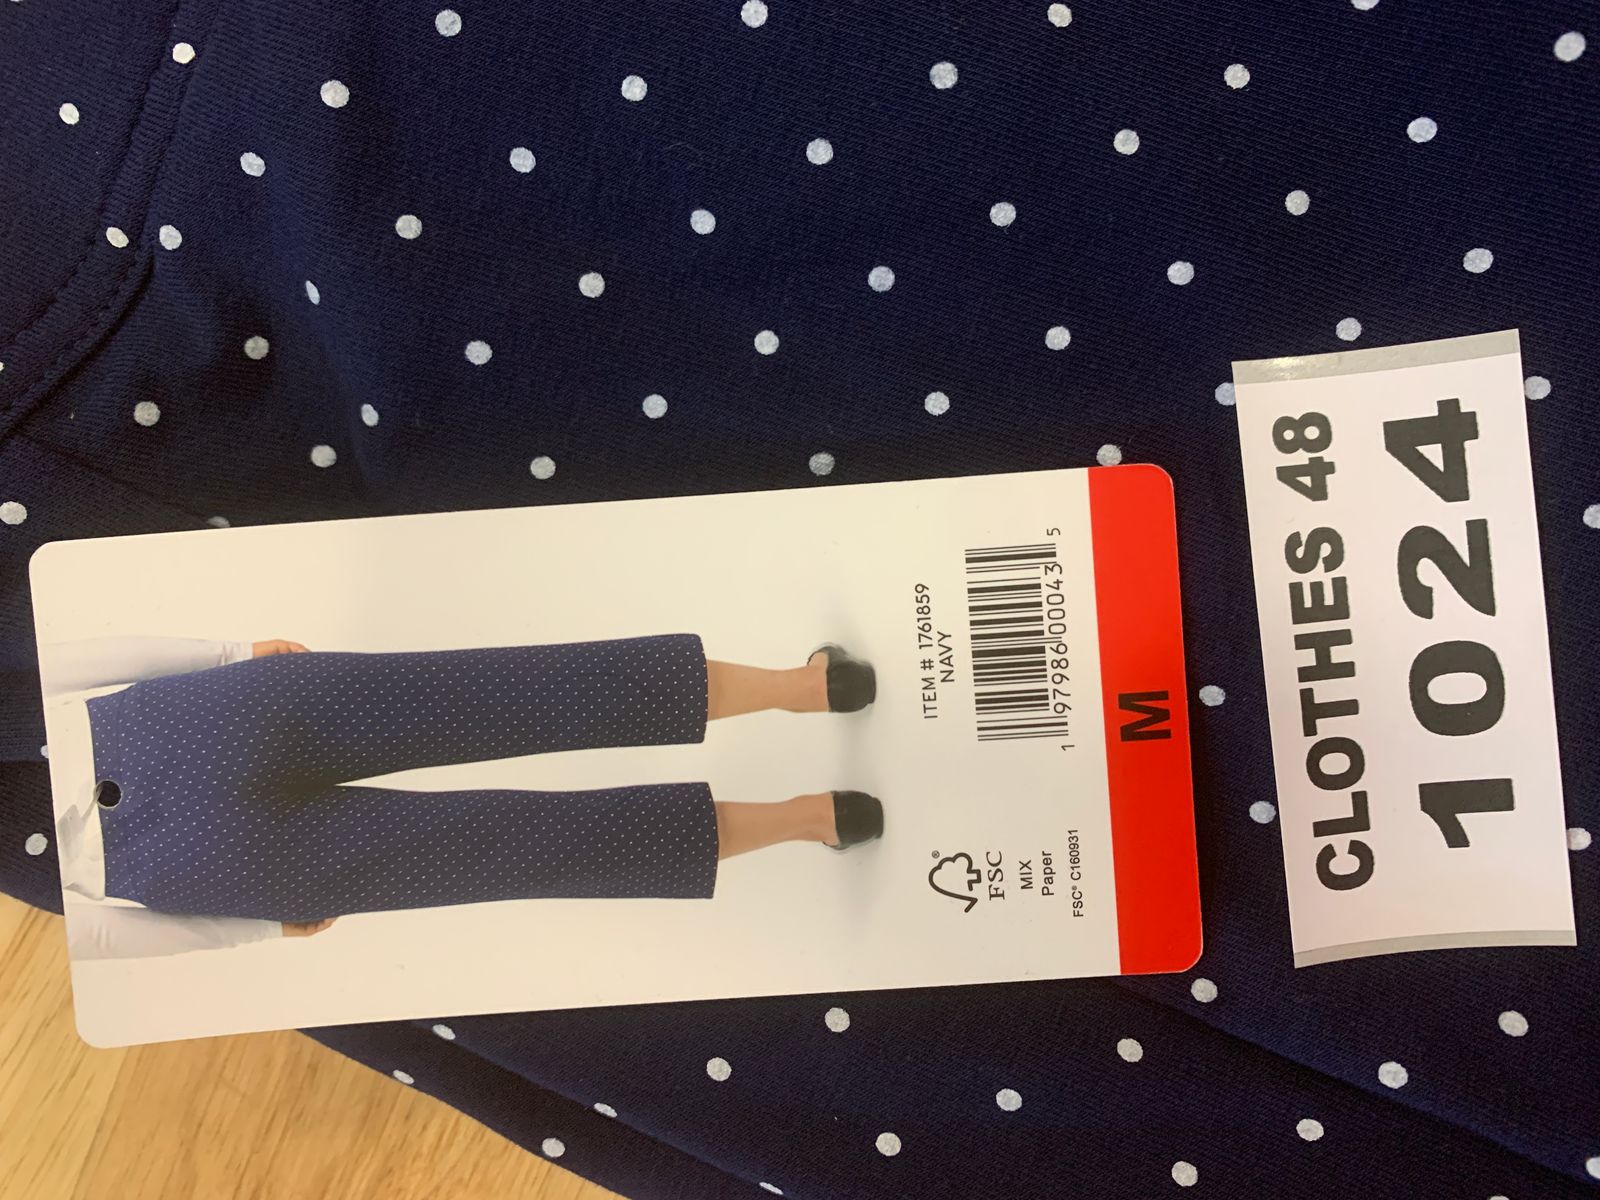 ITEM # 1761859
NAVY
1 97986 00043 5
FSC®
MIX
Paper
FSC® C160931
M
CLOTHES 48
1024